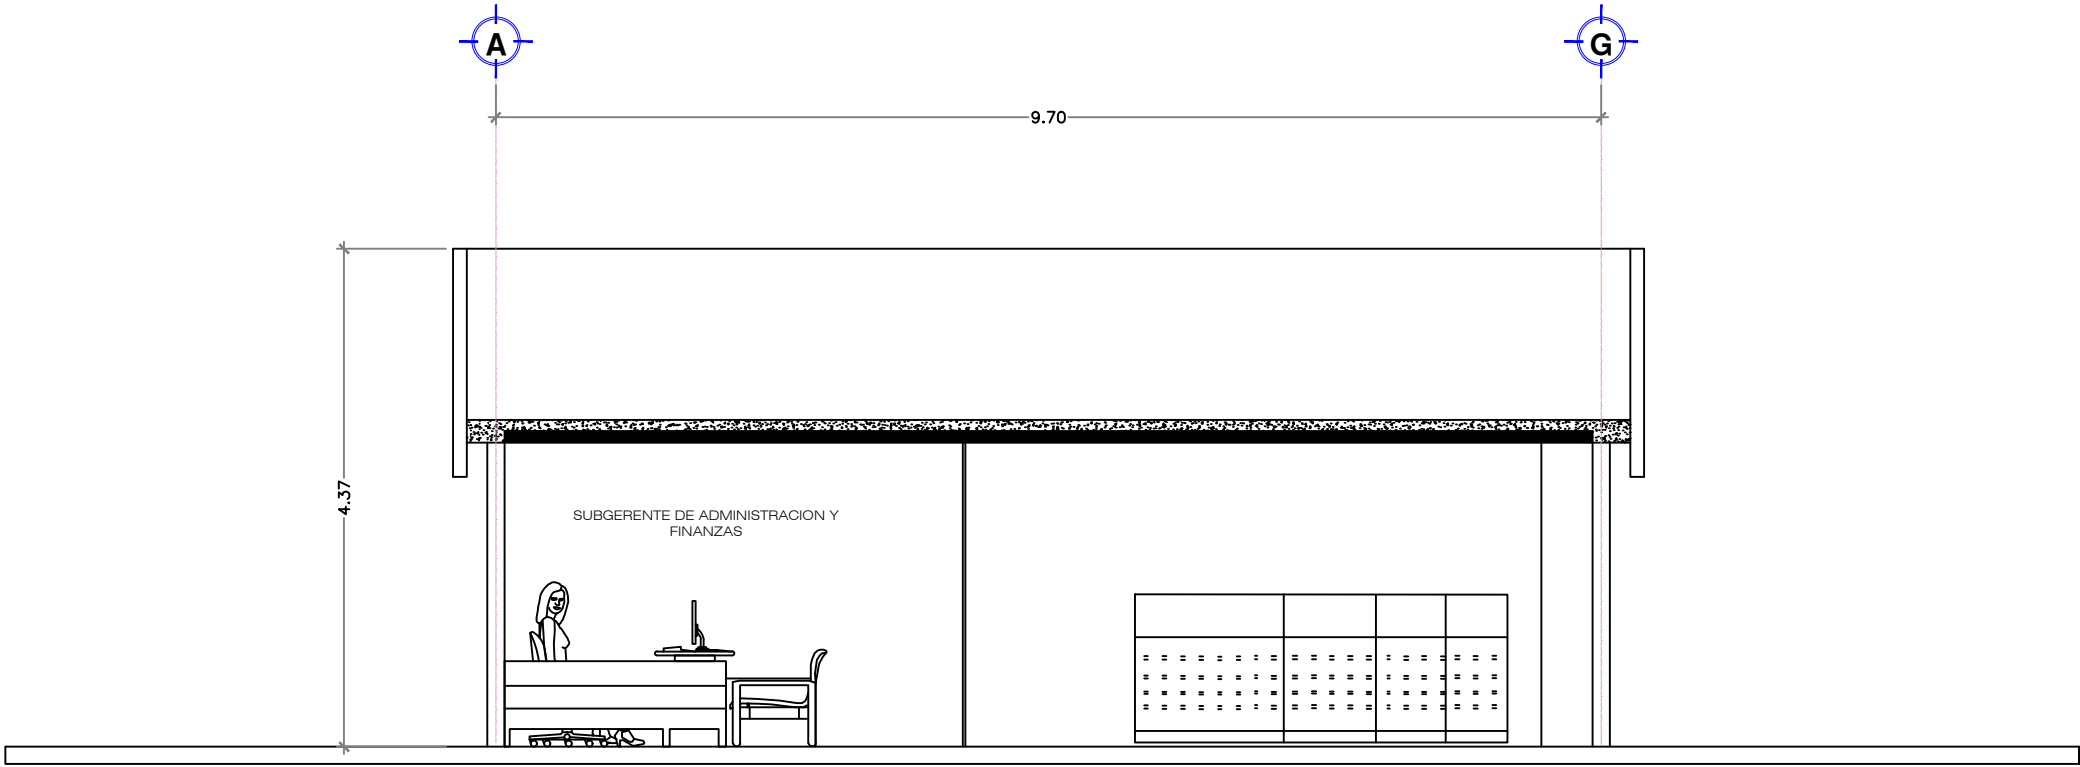 A
G
9.70
4.37
SUBGERENTE DE ADMINISTRACION Y
FINANZAS